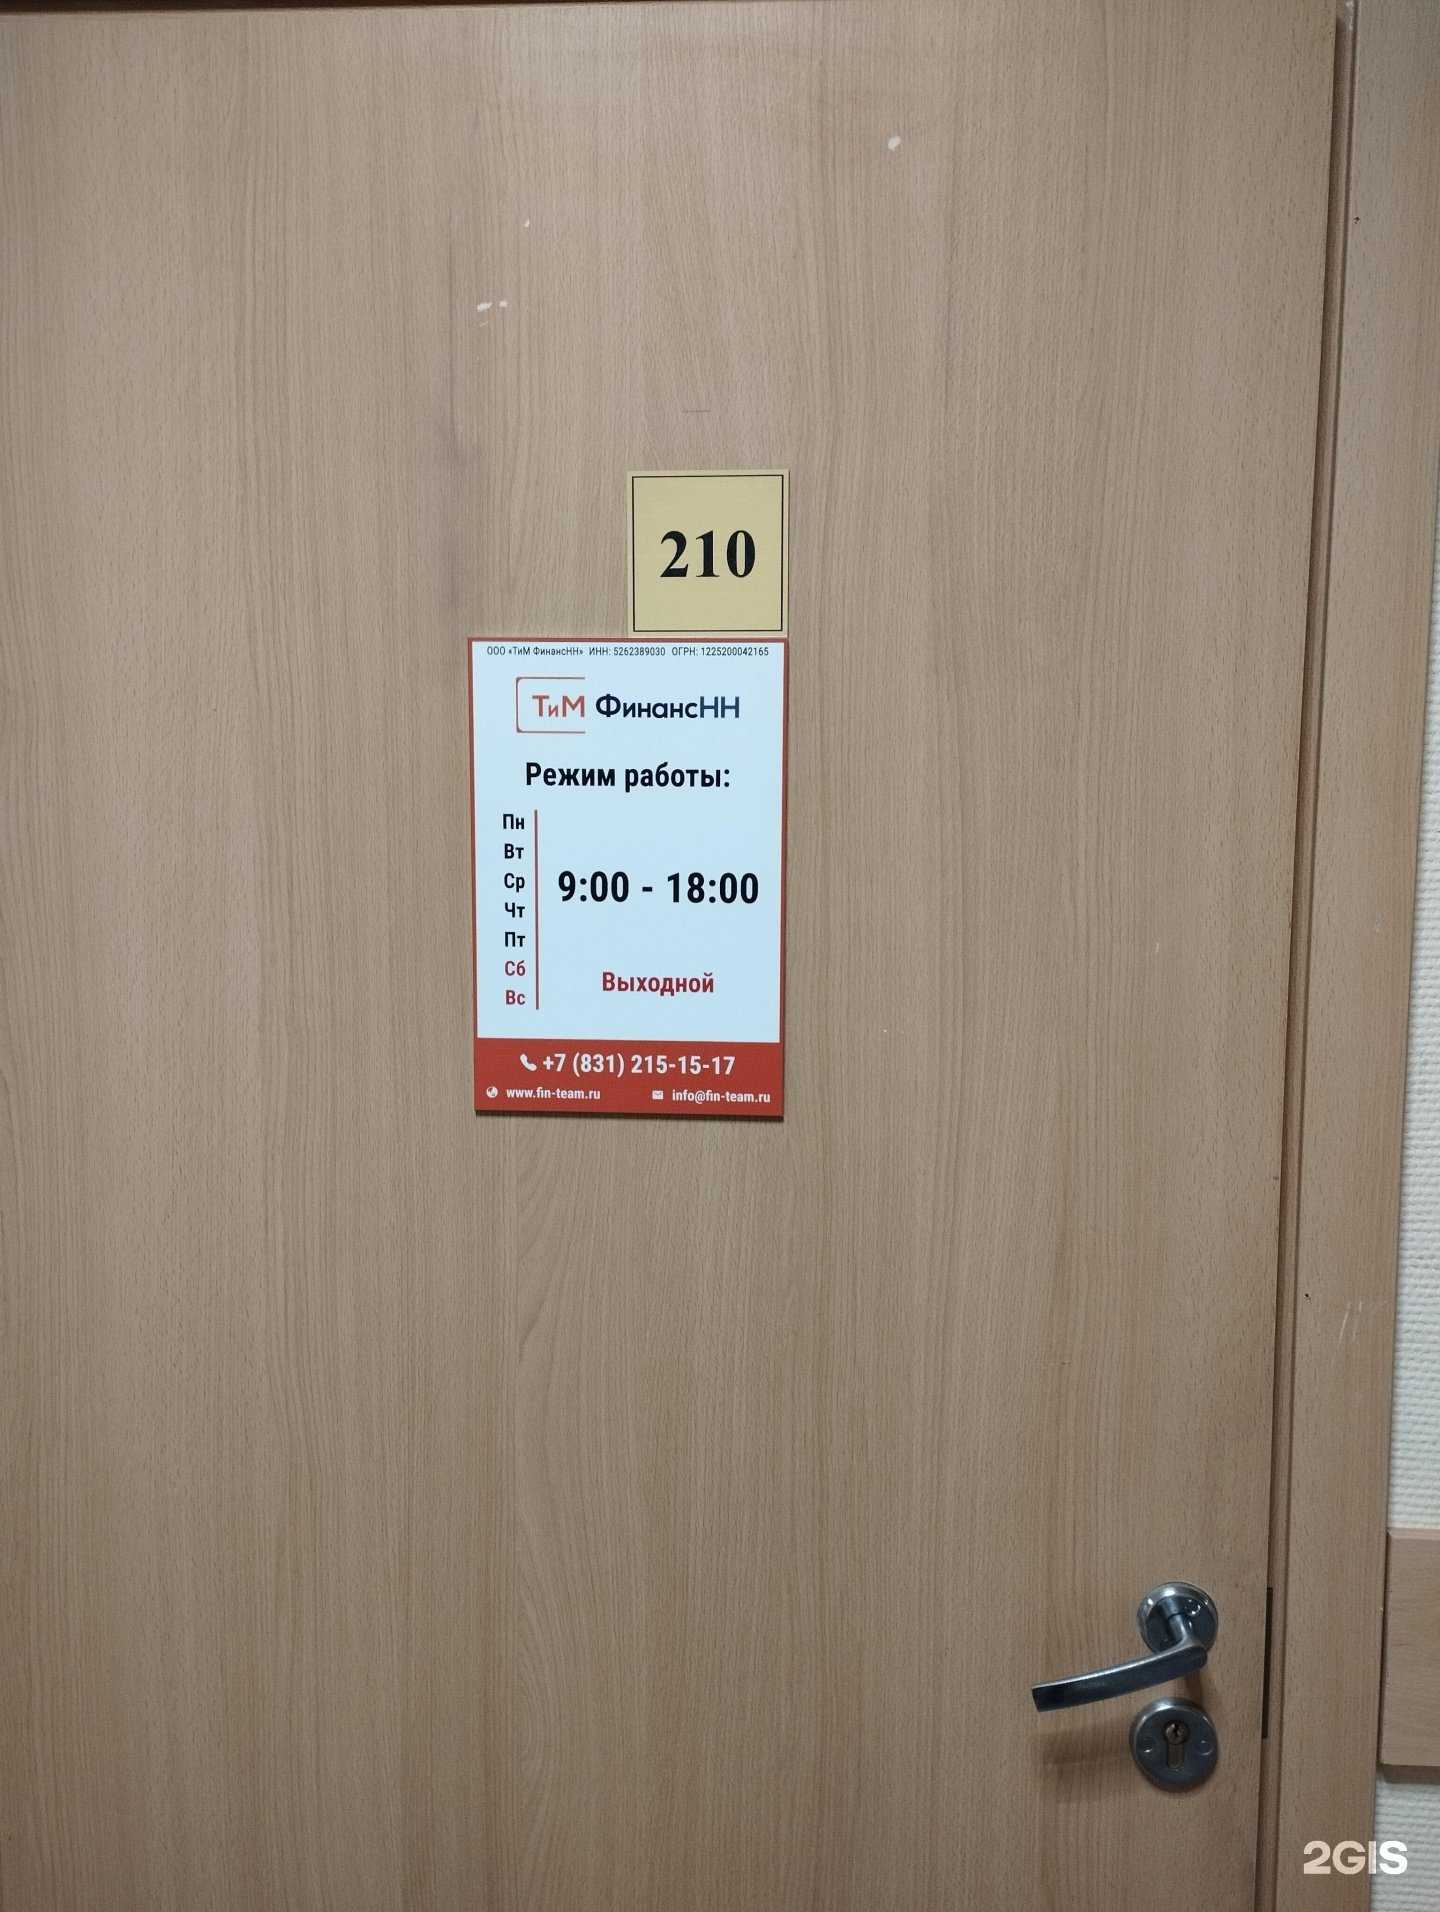 210
ООО «ТиМ ФинансНН» ИНН: 5262389030 ОГРН: 1225200042165
ТиМ ФинансНН
Режим работы:
Пн
Вт
Ср
Чт
Пт
Сб
Вс
9:00 - 18:00
Выходной
+7 (831) 215-15-17
www.fin-team.ru info@fin-team.ru
2GIS